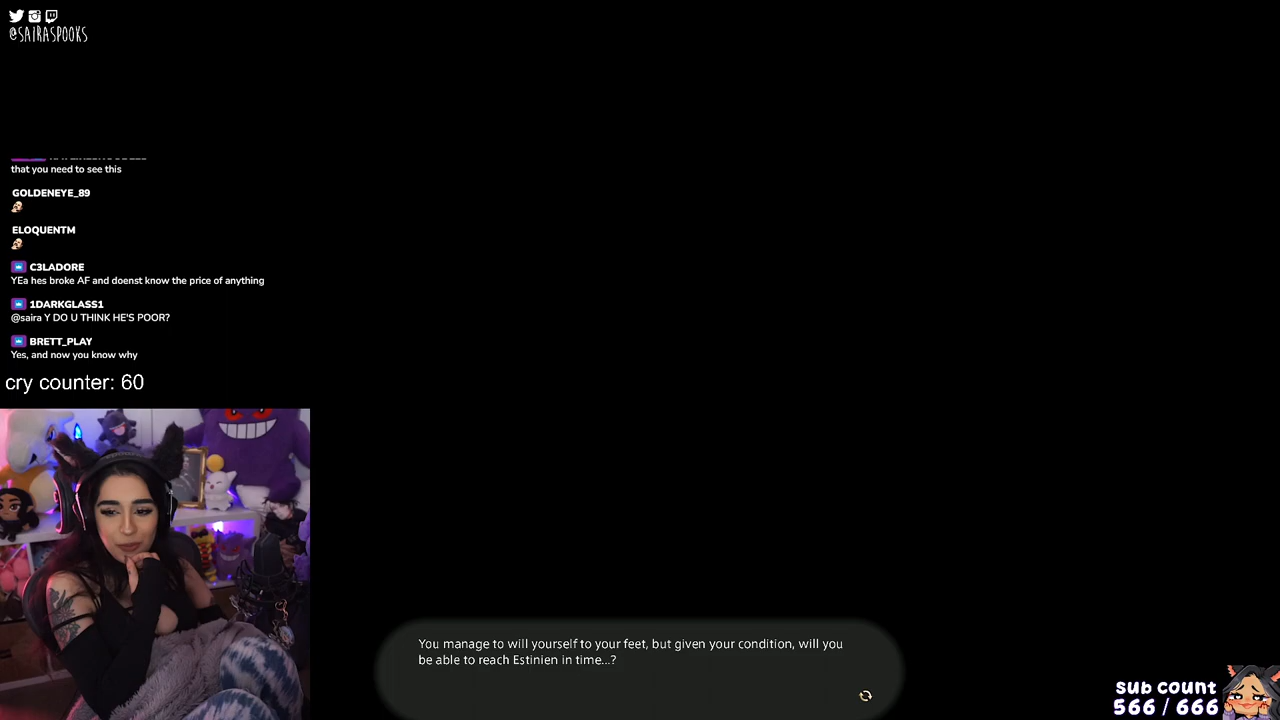 @SAIRASPOOKS
that you need to see this
GOLDENEYE_89
ELOQUENTM
C3LADORE
YEa hes broke AF and doenst know the price of anything
1DARKGLASS1
@saira Y DO U THINK HE'S POOR?
BRETT_PLAY
Yes, and now you know why
cry counter: 60
You manage to will yourself to your feet, but given your condition, will you
be able to reach Estinien in time...?
sub count
566 / 666